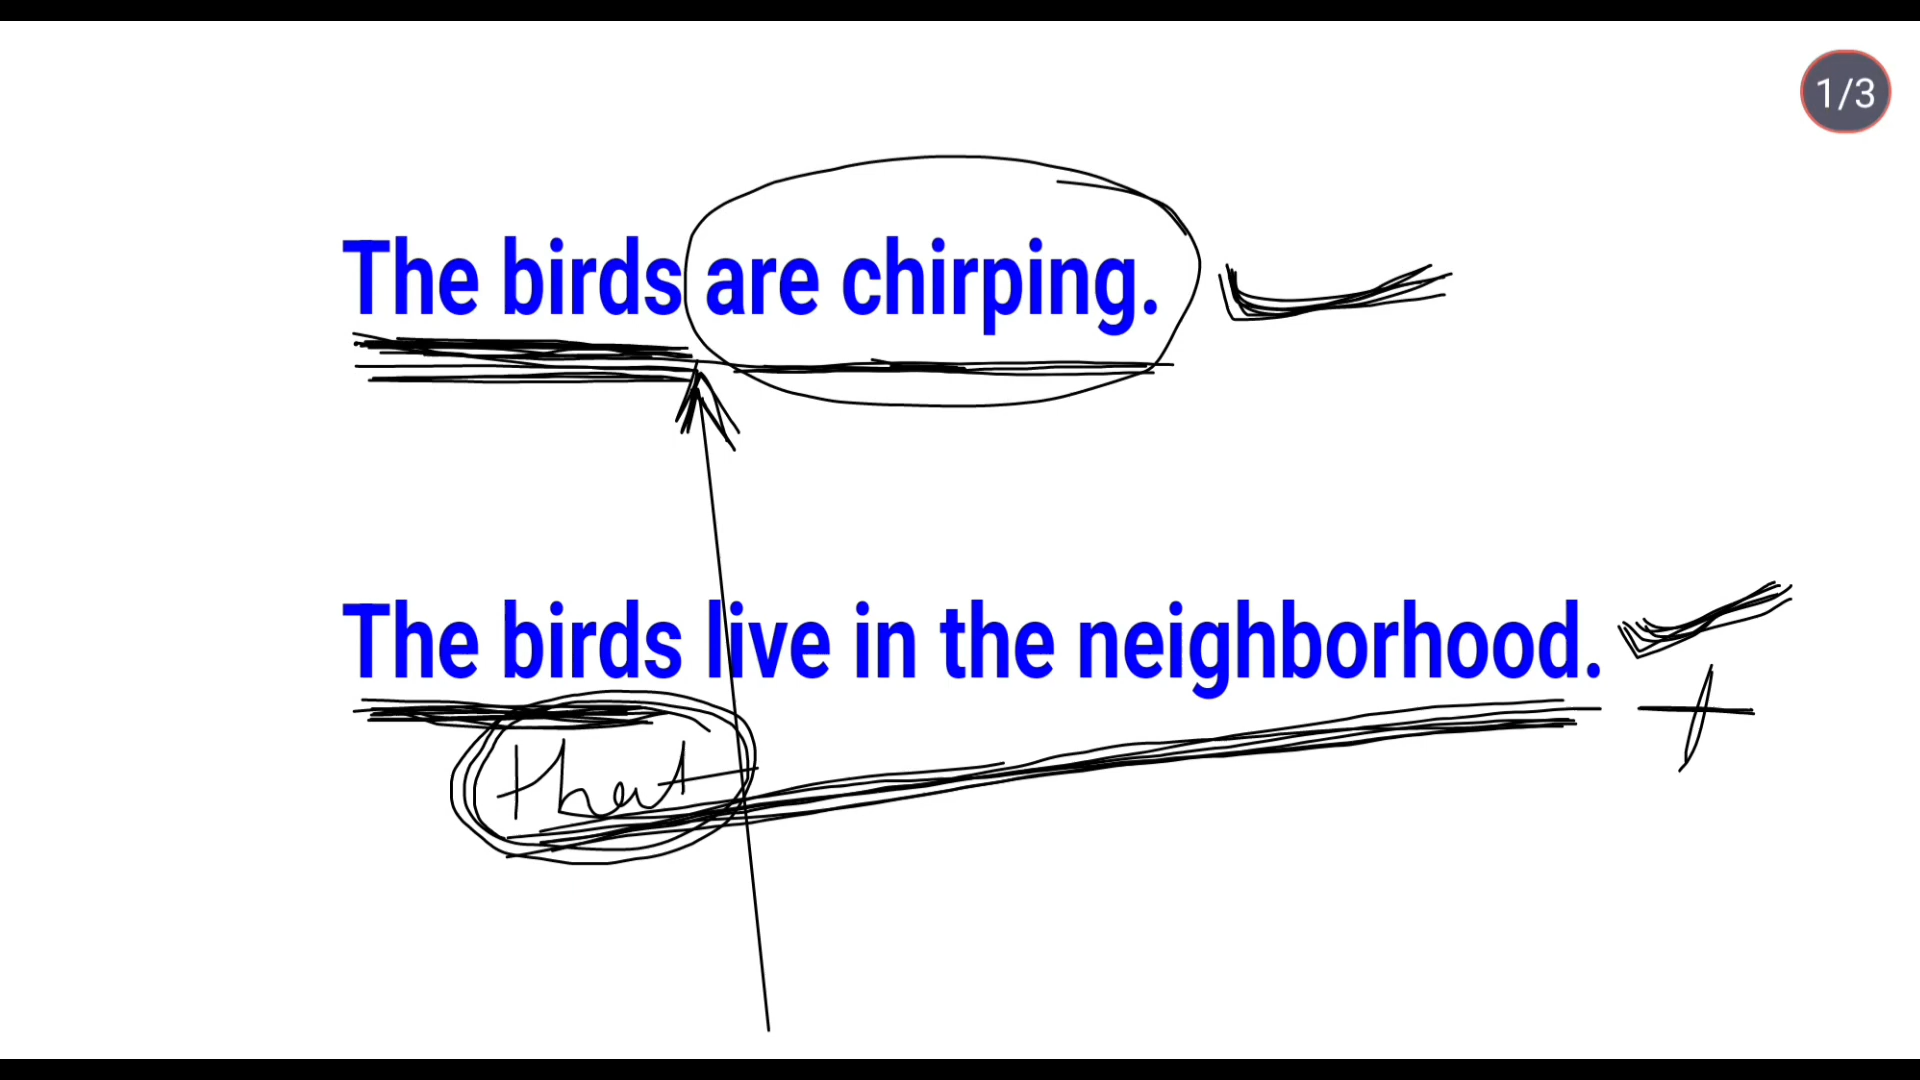 1/3
The birds are chirping.
The birds live in the neighborhood.
that